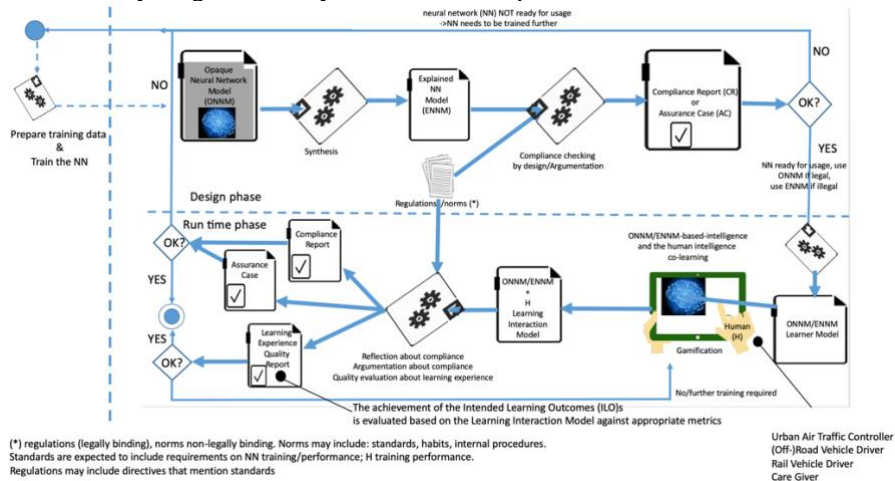 neural network (NN) NOT ready for usage
->NN needs to be trained further
NO
NO
Opaque
Neural Network
Model
(ONNM)
Synthesis
Explained
NN
Model
(ENNM)
Compliance checking
by design/Argumentation
Compliance Report (CR)
or
Assurance Case (AC)
OK?
YES
NN ready for usage, use
ONNM if legal,
use ENNM if illegal
Prepare training data
&
Train the NN
Regulations /norms (*)
Design phase
Run time phase
OK?
YES
Compliance
Report
Assurance
Case
ONNM/ENNM-based-intelligence
and the human intelligence
co-learning
ONNM/ENNM
+
H
Learning
Interaction
Model
Human
(H)
Gamification
ONNM/ENNM
Learner Model
YES
OK?
Learning
Experience
Quality
Report
Reflection about compliance
Argumentation about compliance
Quality evaluation about learning experience
No/further training required
The achievement of the Intended Learning Outcomes (ILO)s
is evaluated based on the Learning Interaction Model against appropriate metrics
(*) regulations (legally binding), norms non-legally binding. Norms may include: standards, habits, internal procedures.
Standards are expected to include requirements on NN training/performance; H training performance.
Regulations may include directives that mention standards
Urban Air Traffic Controller
(Off-)Road Vehicle Driver
Rail Vehicle Driver
Care Giver